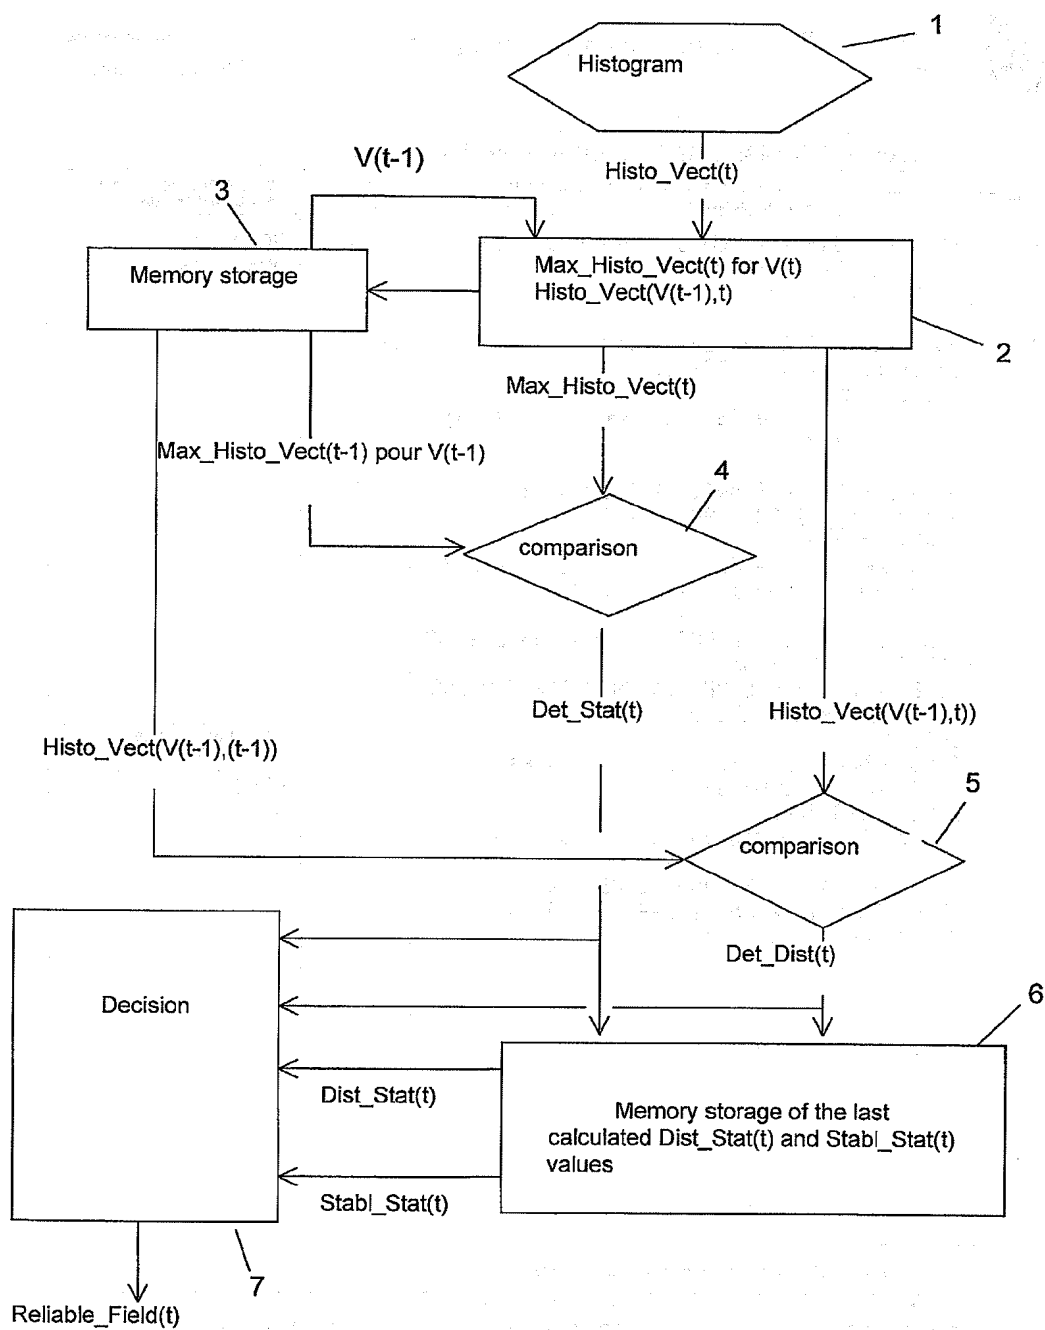 1
Histogram
V(t-1)
Histo_Vect(t)
3
Memory storage
Max_Histo_Vect(t) for V(t)
Histo_Vect(V(t-1),t)
2
Max_Histo_Vect(t)
Max_Histo_Vect(t-1) pour V(t-1)
4
comparison
Det_Stat(t)
Histo_Vect(V(t-1),t))
Histo_Vect(V(t-1),(t-1))
5
comparison
Det_Dist(t)
Decision
6
Dist_Stat(t)
Memory storage of the last
calculated Dist_Stat(t) and Stabl_Stat(t)
values
Stabl_Stat(t)
7
Reliable_Field(t)